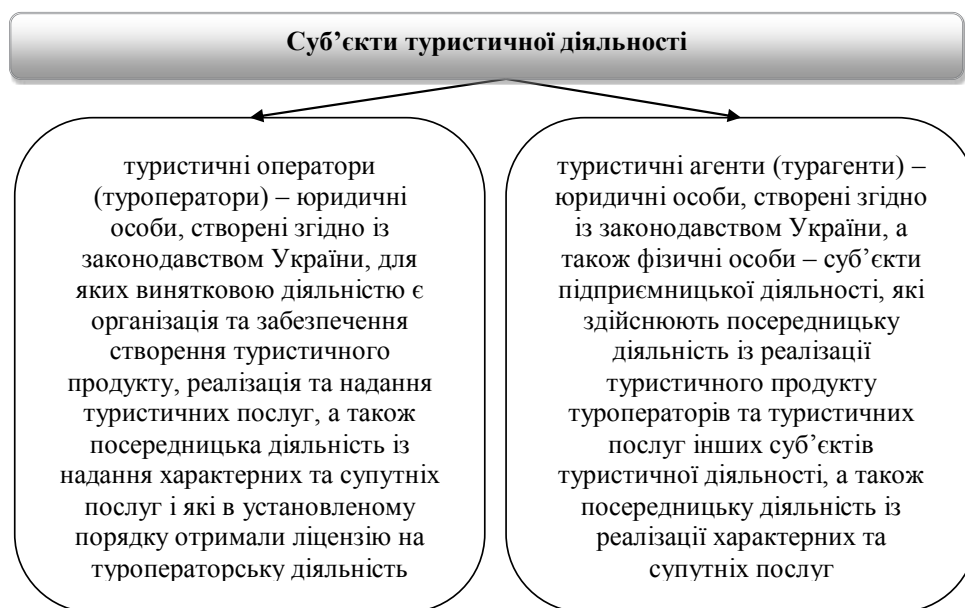 Суб’єкти туристичної діяльності
туристичні оператори
(туроператори) – юридичні
особи, створені згідно із
законодавством України, для
яких винятковою діяльністю є
організація та забезпечення
створення туристичного
продукту, реалізація та надання
туристичних послуг, а також
посередницька діяльність із
надання характерних та супутніх
послуг і які в установленому
порядку отримали ліцензію на
туроператорську діяльність
туристичні агенти (турагенти) –
юридичні особи, створені згідно
із законодавством України, а
також фізичні особи – суб’єкти
підприємницької діяльності, які
здійснюють посередницьку
діяльність із реалізації
туристичного продукту
туроператорів та туристичних
послуг інших суб’єктів
туристичної діяльності, а також
посередницьку діяльність із
реалізації характерних та
супутніх послуг